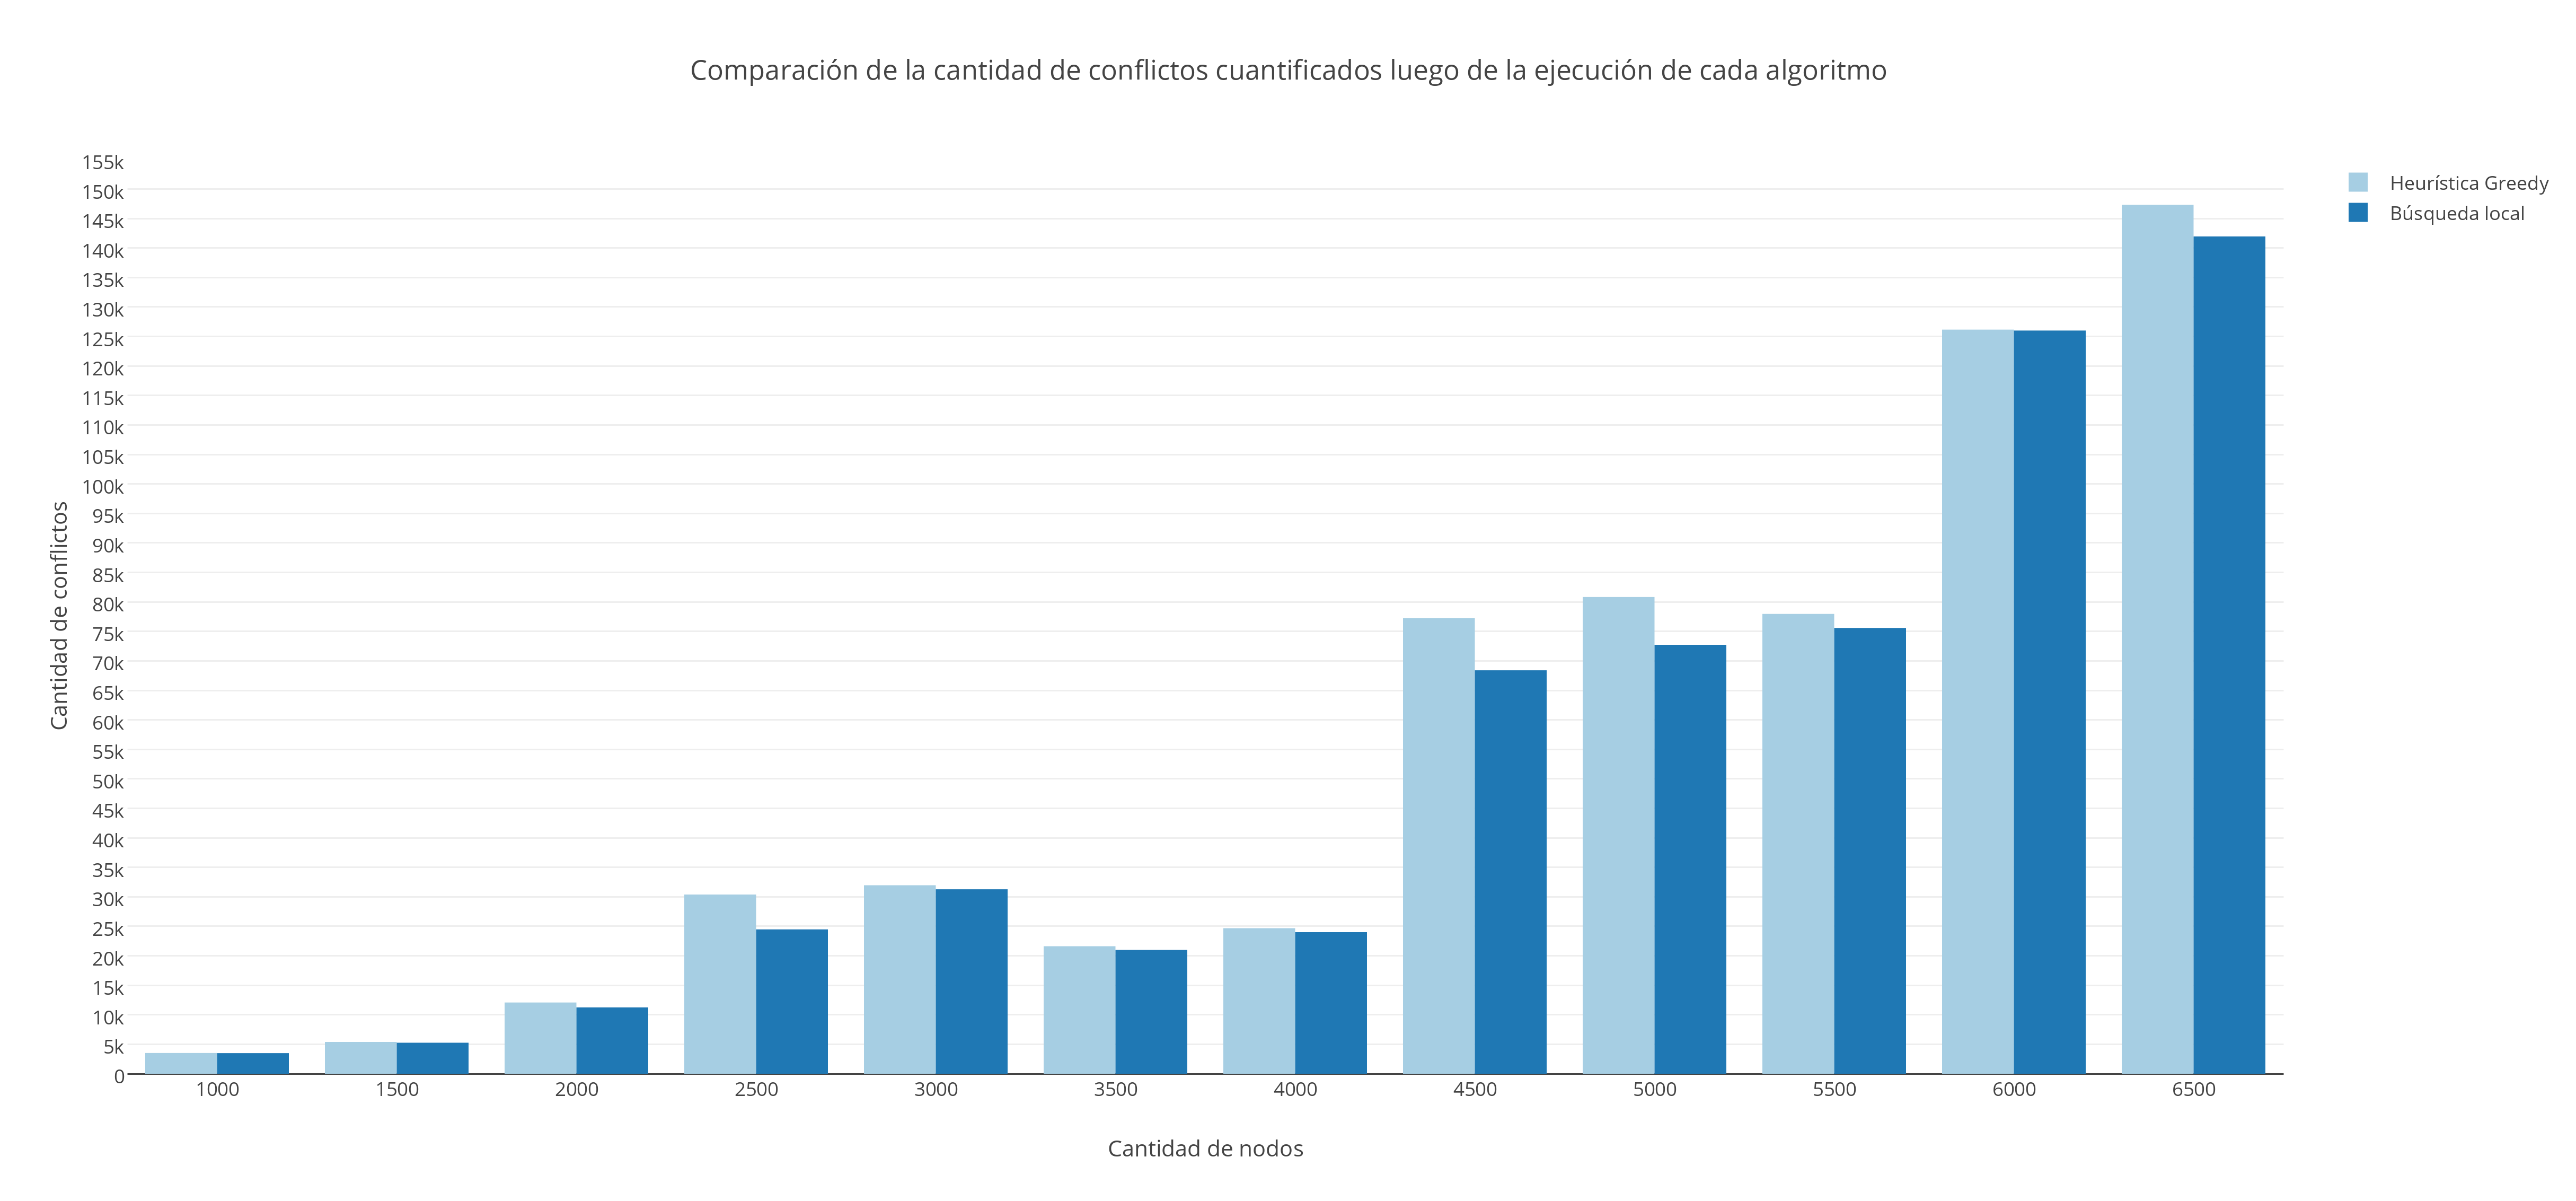 Comparación de la cantidad de conflictos cuantificados luego de la ejecución de cada algoritmo
155k
150k
145k
140k
135k
130k
125k
120k
115k
110k
105k
100k
95k
90k
85k
80k
75k
70k
65k
60k
55k
50k
45k
40k
35k
30k
25k
20k
15k
10k
5k
0
Cantidad de conflictos
1000 1500 2000 2500 3000 3500 4000 4500 5000 5500 6000 6500
Cantidad de nodos
Heurística Greedy
Búsqueda local